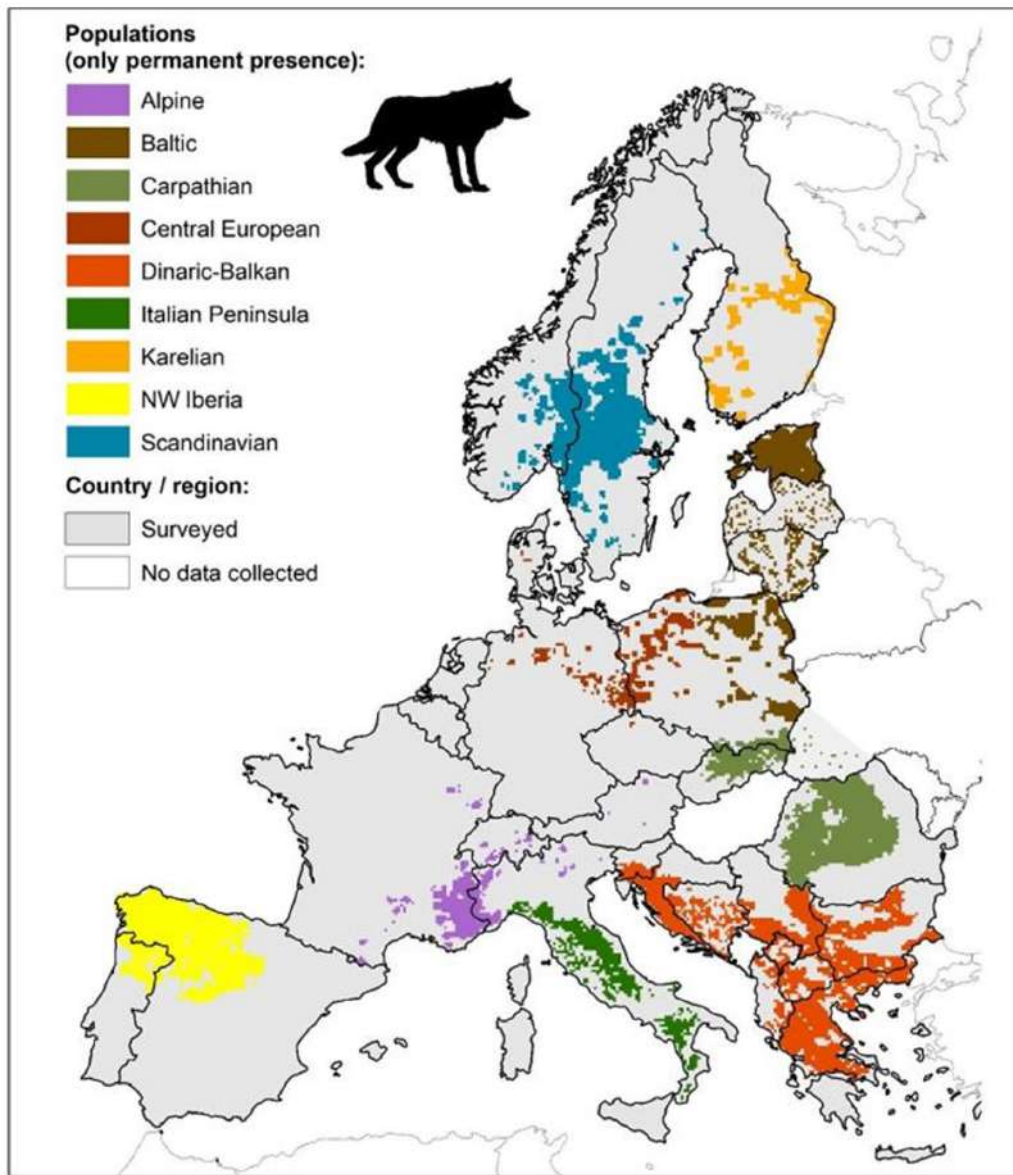 Populations
(only permanent presence):
Alpine
Baltic
Carpathian
Central European
Dinaric-Balkan
Italian Peninsula
Karelian
NW Iberia
Scandinavian
Country / region:
Surveyed
No data collected